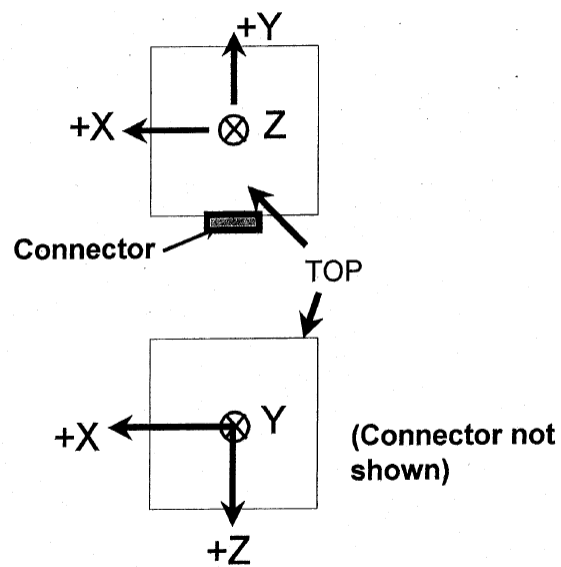 +Y
+X
Z
Connector
TOP
Y
+X
(Connector not
shown)
+Z